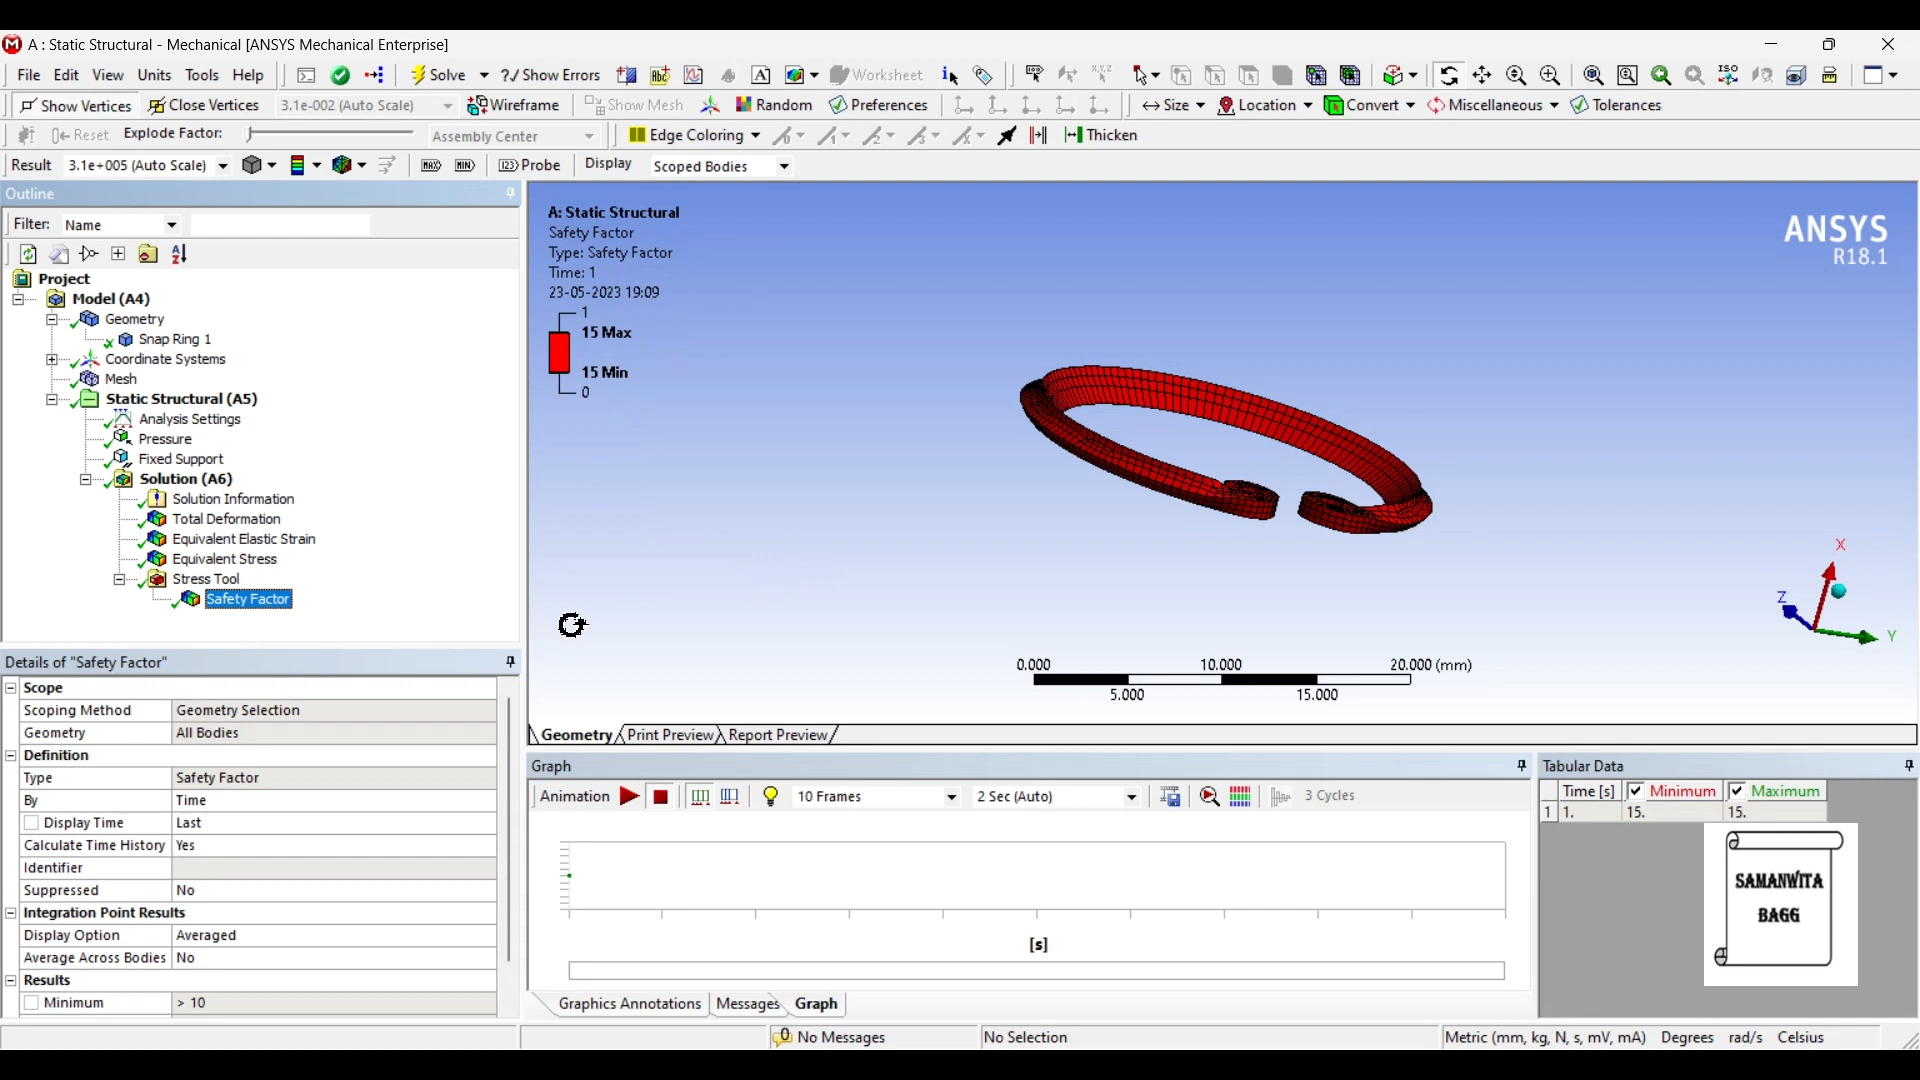 A : Static Structural - Mechanical [ANSYS Mechanical Enterprise]
File Edit View Units Tools Help Solve ?✓ Show Errors Worksheet
Show Vertices Close Vertices 3.1e-002 (Auto Scale) Wireframe Show Mesh Random Preferences Size Location Convert Miscellaneous Tolerances
Reset Explode Factor: Assembly Center Edge Coloring Thicken
Result 3.1e+005 (Auto Scale) MAX MIN Probe Display Scoped Bodies
Outline
Filter: Name
Project
Model (A4)
Geometry
Snap Ring 1
Coordinate Systems
Mesh
Static Structural (A5)
Analysis Settings
Pressure
Fixed Support
Solution (A6)
Solution Information
Total Deformation
Equivalent Elastic Strain
Equivalent Stress
Stress Tool
Safety Factor
A: Static Structural
Safety Factor
Type: Safety Factor
Time: 1
23-05-2023 19:09
1
15 Max
15 Min
0
ANSYS
R18.1
X
Z
Y
0.000 10.000 20.000 (mm)
5.000 15.000
Geometry Print Preview Report Preview
Details of "Safety Factor"
Scope
Scoping Method Geometry Selection
Geometry All Bodies
Definition
Type Safety Factor
By Time
Display Time Last
Calculate Time History Yes
Identifier
Suppressed No
Integration Point Results
Display Option Averaged
Average Across Bodies No
Results
Minimum > 10
Graph
Animation 10 Frames 2 Sec (Auto) 3 Cycles
[s]
Graphics Annotations Messages Graph
Tabular Data
Time [s] Minimum Maximum
1 1. 15. 15.
SAMANWITA
BAGG
No Messages No Selection Metric (mm, kg, N, s, mV, mA) Degrees rad/s Celsius